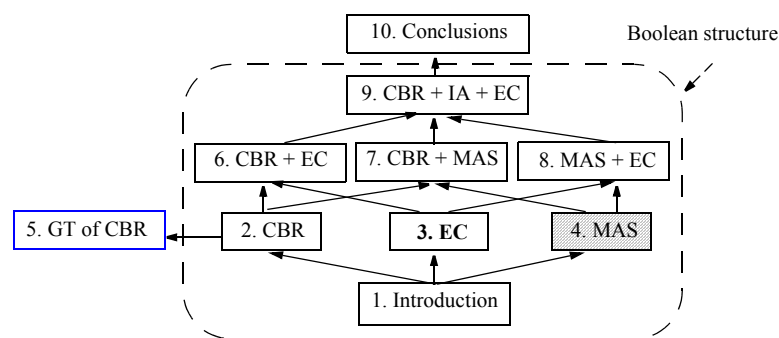 10. Conclusions
Boolean structure
9. CBR + IA + EC
6. CBR + EC
7. CBR + MAS
8. MAS + EC
5. GT of CBR
2. CBR
3. EC
4. MAS
1. Introduction